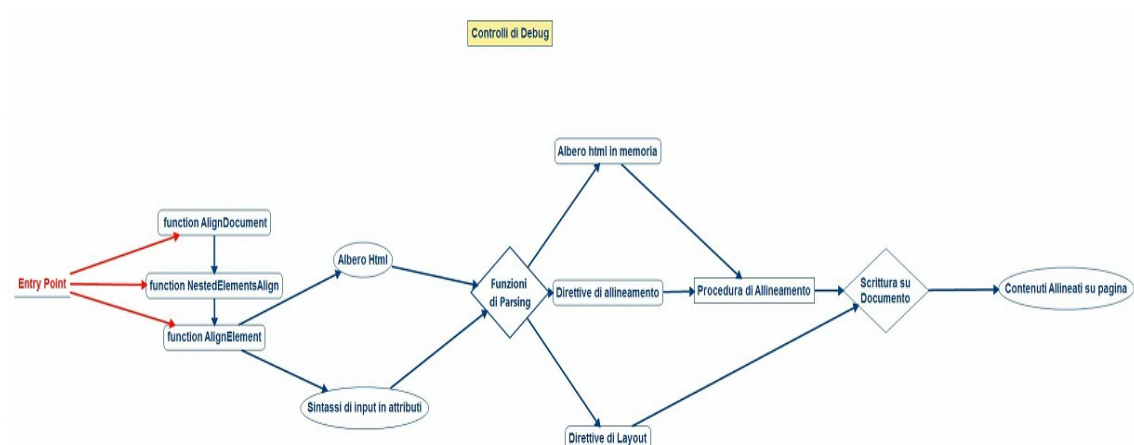 Controlli di Debug
Albero html in memoria
function AlignDocument
Entry Point
function NestedElementsAlign
function AlignElement
Albero Html
Sintassi di input in attributi
Funzioni
di Parsing
Direttive di allineamento
Procedura di Allineamento
Scrittura su
Documento
Contenuti Allineati su pagina
Direttive di Layout